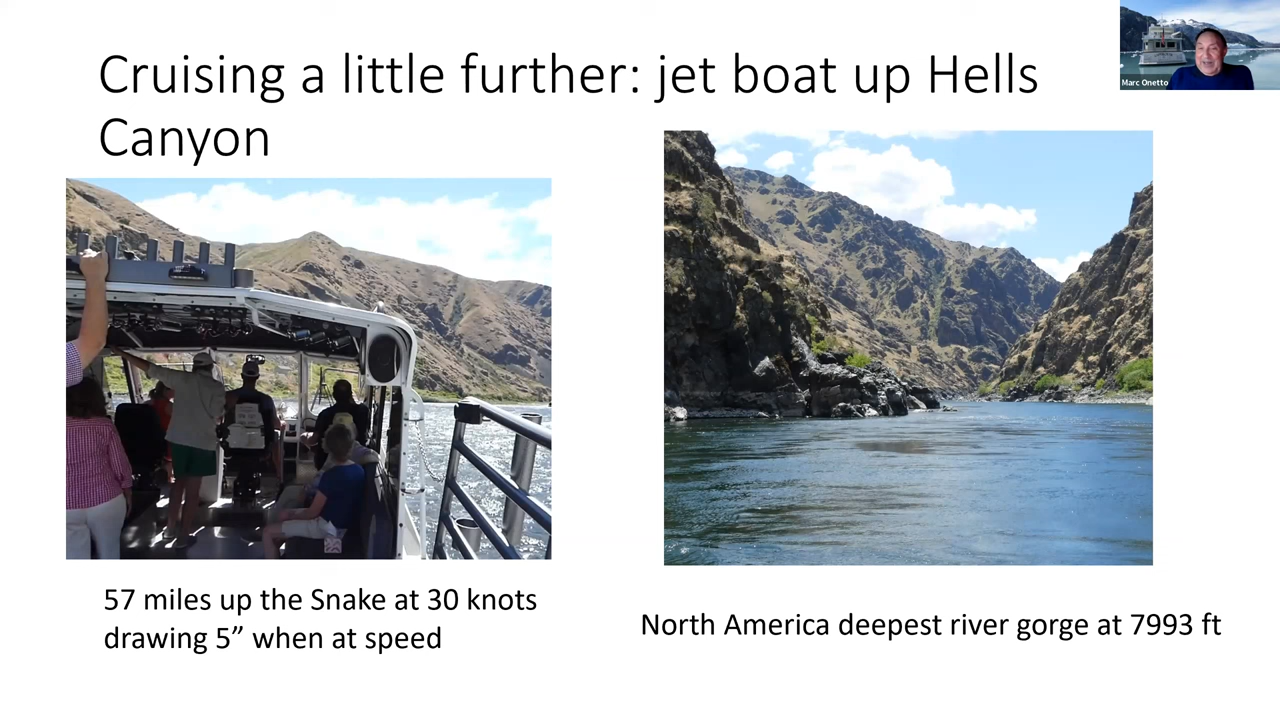 Cruising a little further: jet boat up Hells
Canyon
Marc Onetto
57 miles up the Snake at 30 knots
drawing 5” when at speed
North America deepest river gorge at 7993 ft